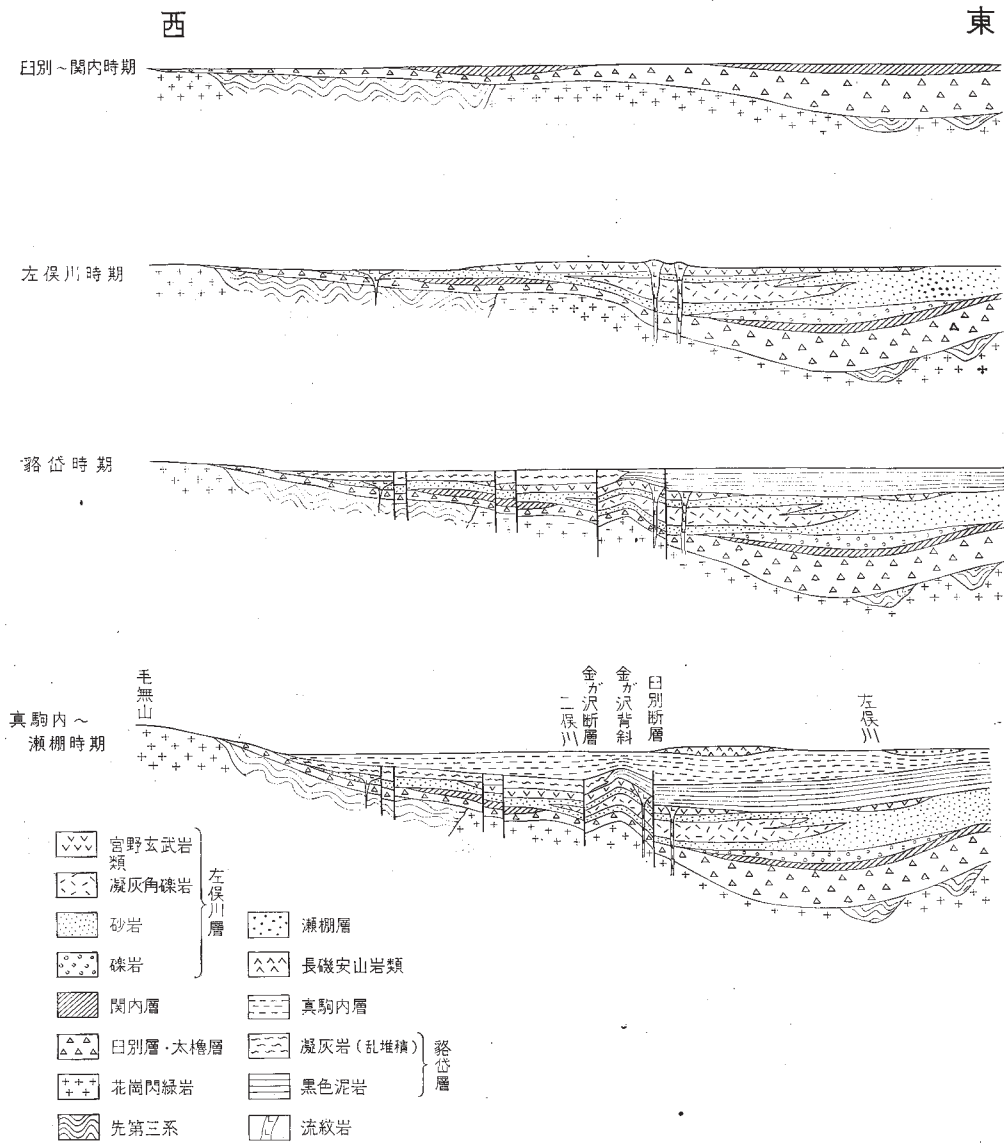 西
東
臼別～関内時期
左俣川時期
黊岱時期
真駒内～
瀬棚時期
毛無山
二俣川
金ガ沢断層
金ガ沢背斜
臼別断層
左俣川
宮野玄武岩
類
凝灰角礫岩
砂岩
礫岩
左俣川層
関内層
臼別層・太櫓層
花崗閃緑岩
先第三系
瀬棚層
長磯安山岩類
真駒内層
凝灰岩(乱堆積)
黒色泥岩
岱層
流紋岩